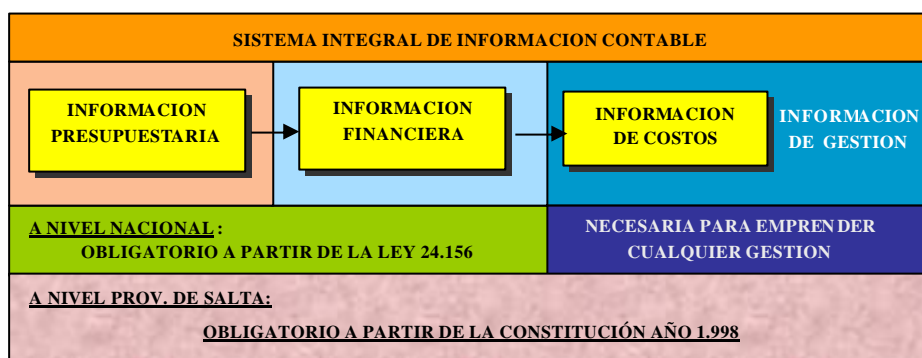 SISTEMA INTEGRAL DE INFORMACION CONTABLE
INFORMACION
PRESUPUESTARIA
INFORMACION
FINANCIERA
INFORMACION
DE COSTOS
INFORMACION
DE GESTION
A NIVEL NACIONAL :
OBLIGATORIO A PARTIR DE LA LEY 24.156
NECESARIA PARA EMPRENDER
CUALQUIER GESTION
A NIVEL PROV. DE SALTA:
OBLIGATORIO A PARTIR DE LA CONSTITUCIÓN AÑO 1.998